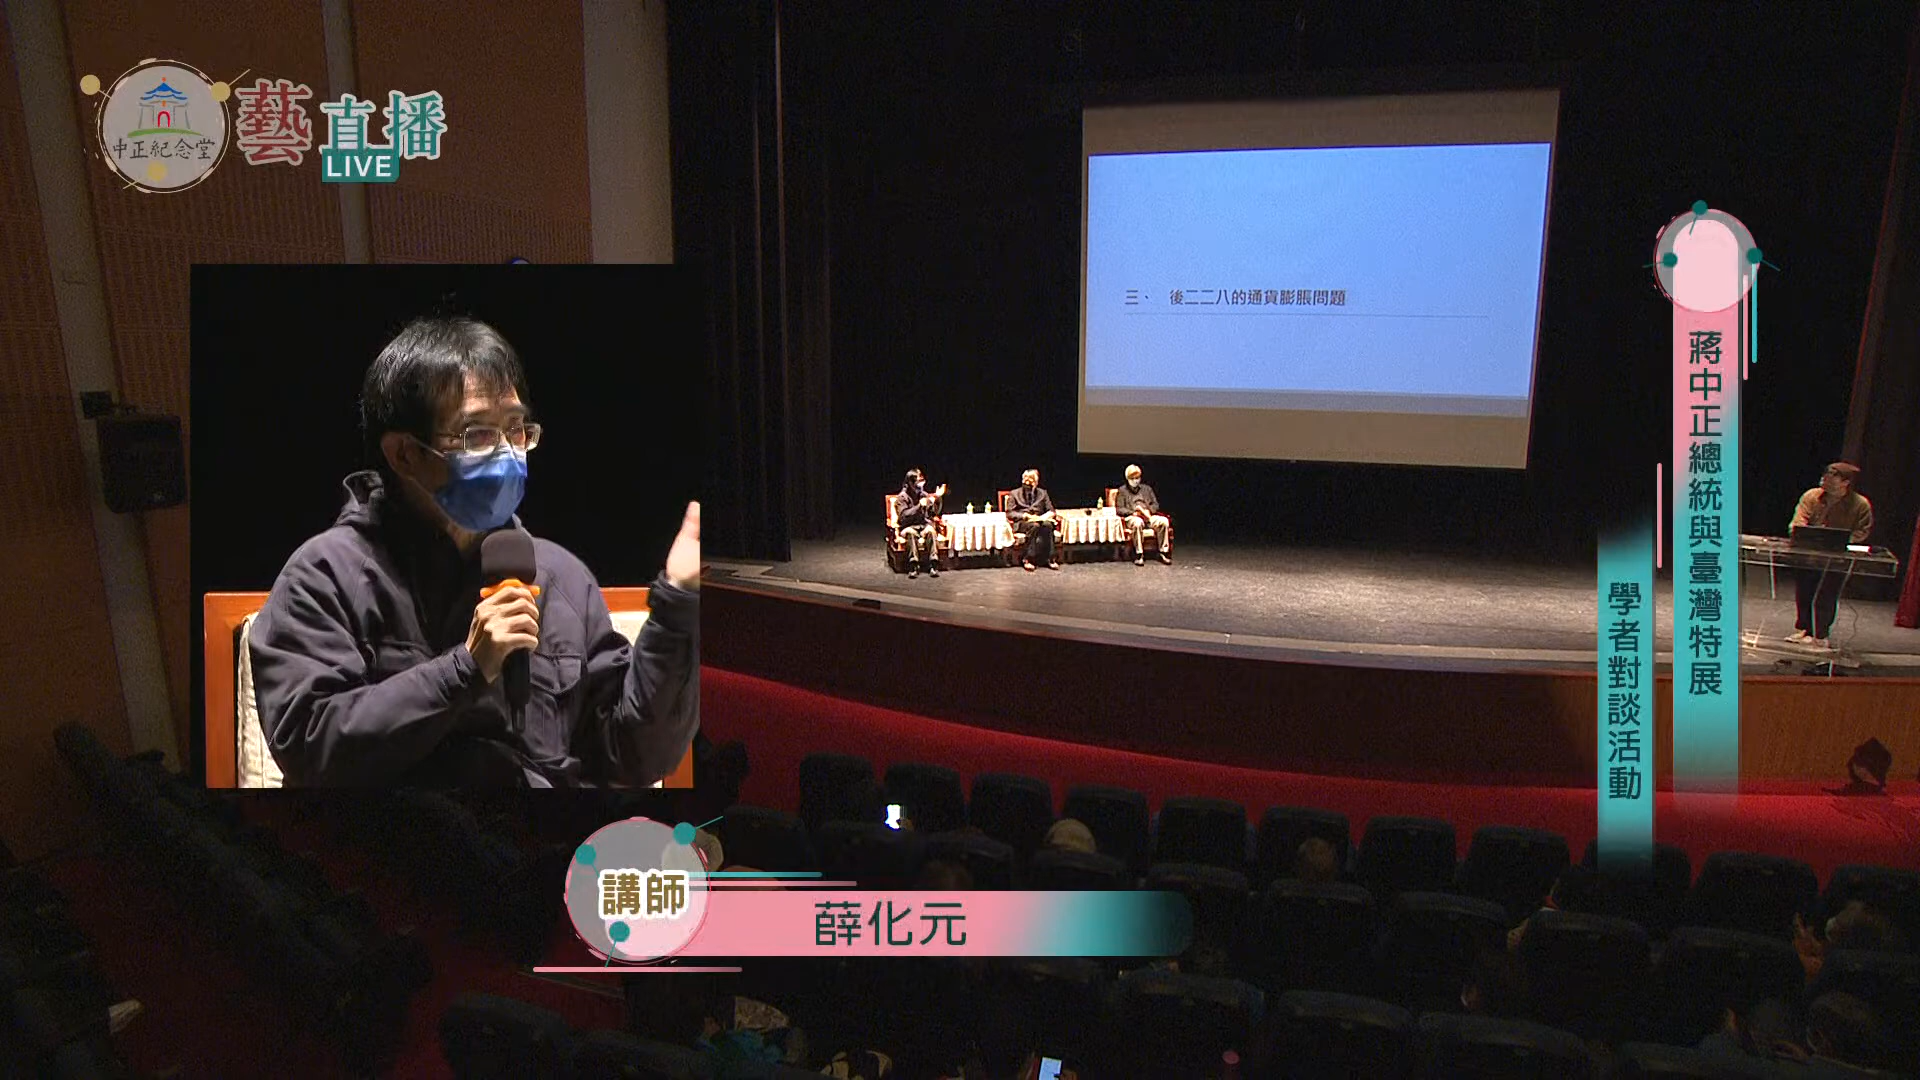 中正紀念堂
藝直播
LIVE
三、 後二二八的通貨膨脹問題
蔣中正總統與臺灣特展
學者對談活動
講師
薛化元